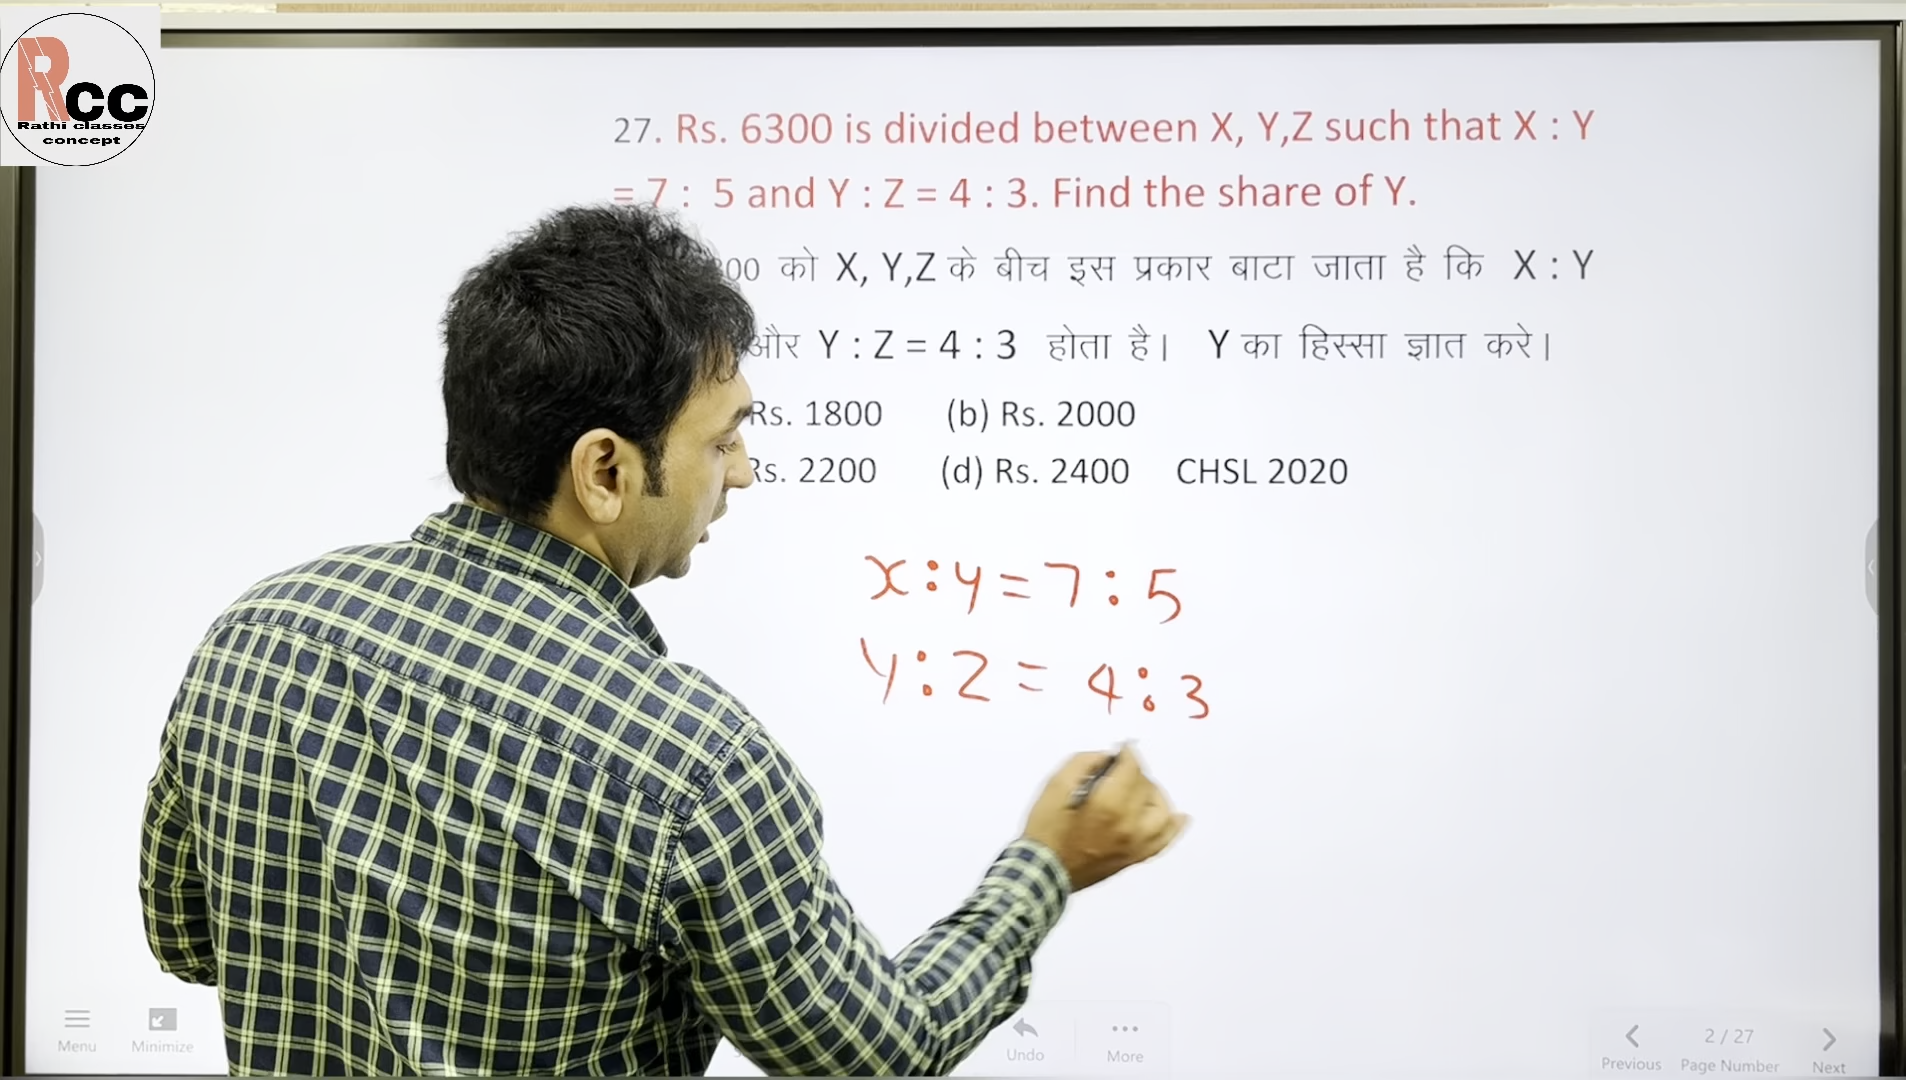 Rcc
Rathi classes
concept
27. Rs. 6300 is divided between X, Y,Z such that X : Y
= 7 : 5 and Y : Z = 4 : 3. Find the share of Y.
00 को X, Y,Z के बीच इस प्रकार बाटा जाता है कि X : Y
और Y : Z = 4 : 3 होता है। Y का हिस्सा ज्ञात करे।
Rs. 1800 (b) Rs. 2000
Rs. 2200 (d) Rs. 2400 CHSL 2020
x:y=7:5
y:z=4:3
Menu Minimize Undo More Previous 2 / 27 Page Number Next